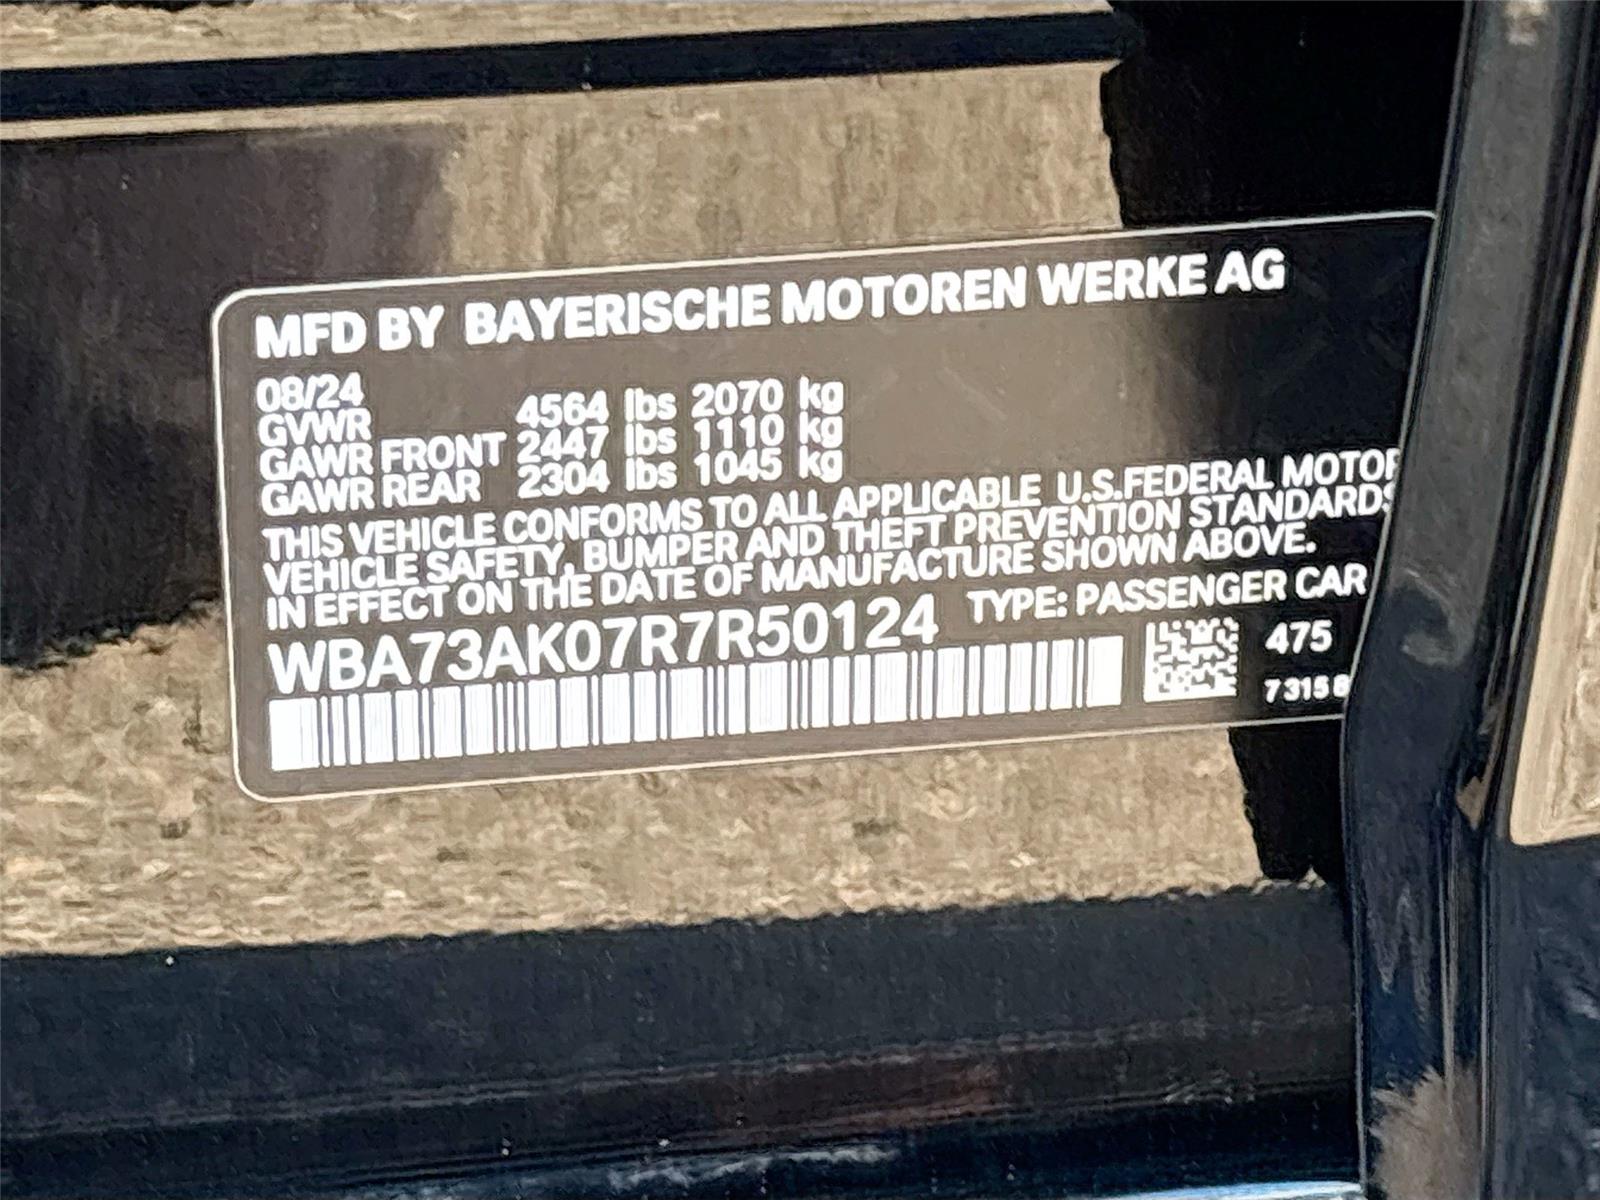 MFD BY BAYERISCHE MOTOREN WERKE AG
08/24
GVWR 4564 lbs 2070 kg
GAWR FRONT 2447 lbs 1110 kg
GAWR REAR 2304 lbs 1045 kg
THIS VEHICLE CONFORMS TO ALL APPLICABLE U.S.FEDERAL MOTOR
VEHICLE SAFETY, BUMPER AND THEFT PREVENTION STANDARDS
IN EFFECT ON THE DATE OF MANUFACTURE SHOWN ABOVE.
WBA73AK07R7R50124 TYPE: PASSENGER CAR
475